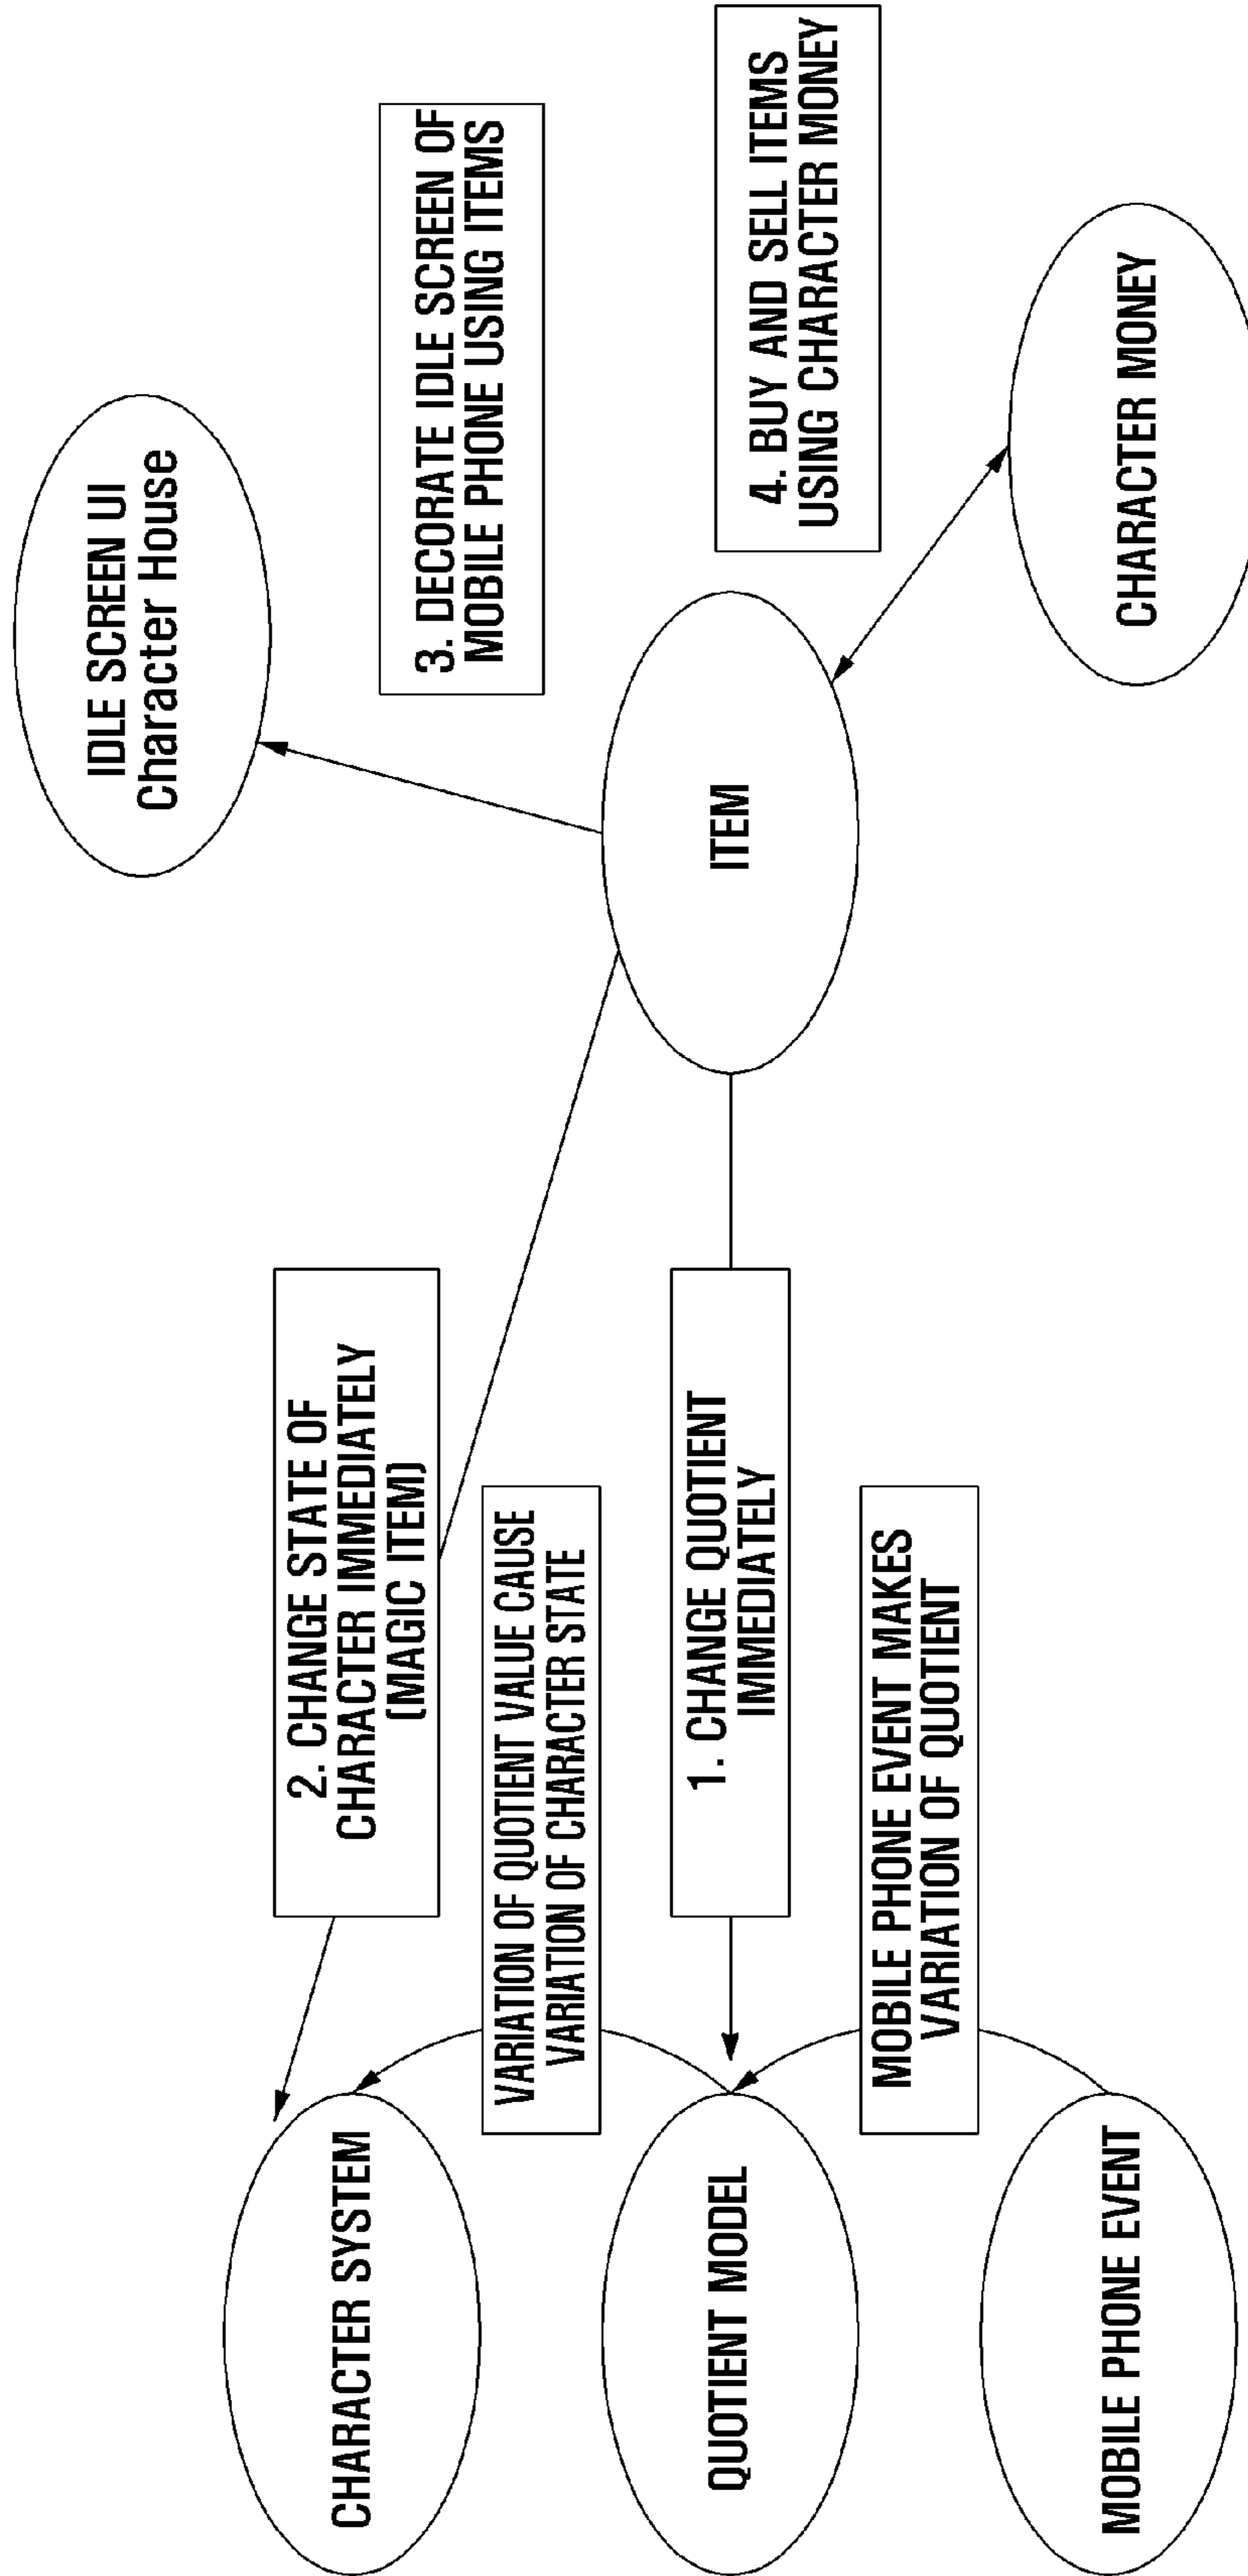 IDLE SCREEN UI
Character House
3. DECORATE IDLE SCREEN OF
MOBILE PHONE USING ITEMS
2. CHANGE STATE OF
CHARACTER IMMEDIATELY
(MAGIC ITEM)
CHARACTER SYSTEM
VARIATION OF QUOTIENT VALUE CAUSE
VARIATION OF CHARACTER STATE
QUOTIENT MODEL
1. CHANGE QUOTIENT
IMMEDIATELY
ITEM
4. BUY AND SELL ITEMS
USING CHARACTER MONEY
MOBILE PHONE EVENT MAKES
VARIATION OF QUOTIENT
MOBILE PHONE EVENT
CHARACTER MONEY